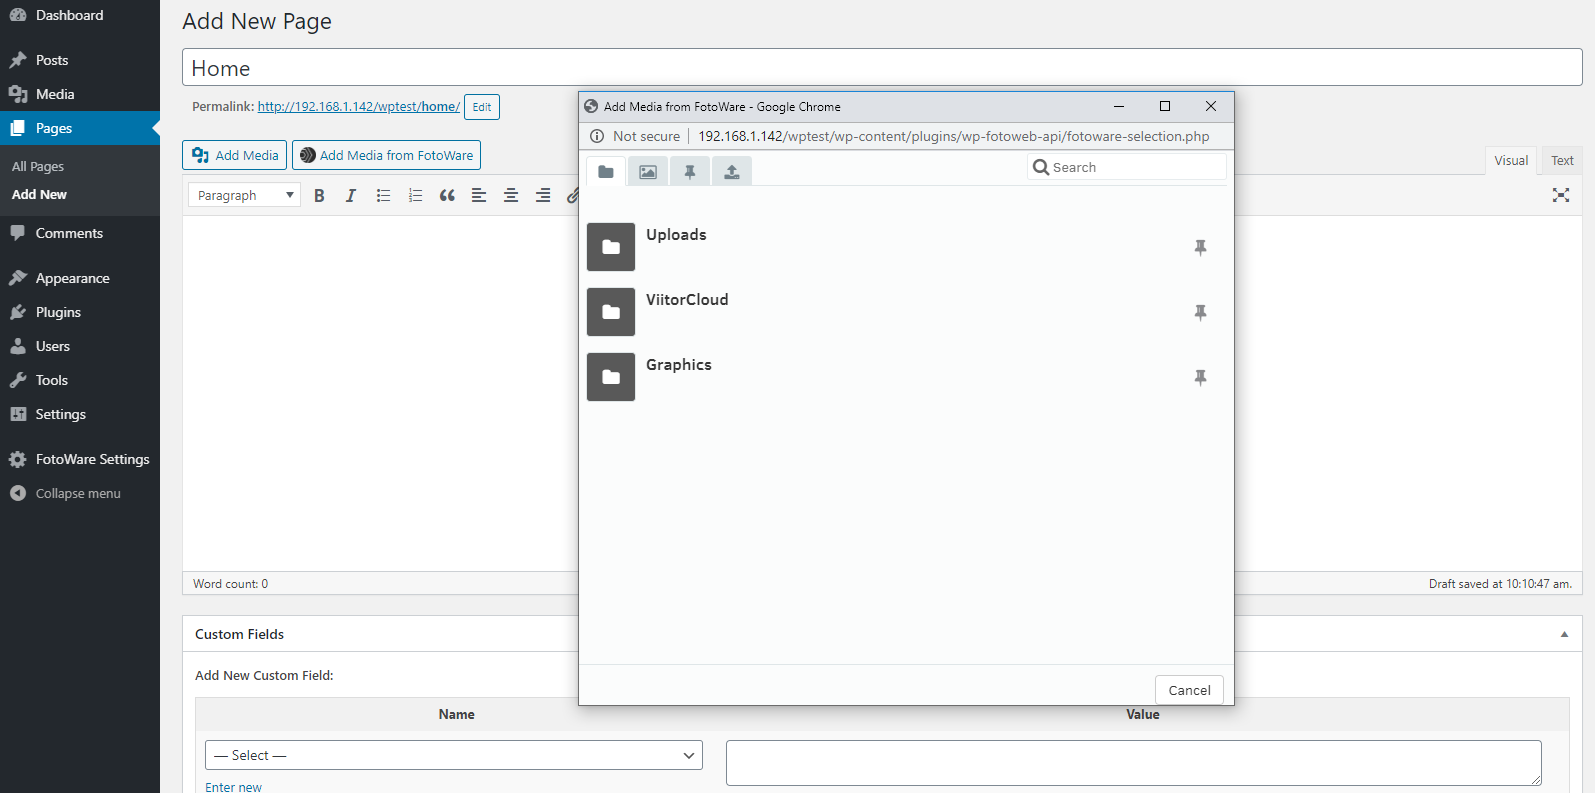 Dashboard
Posts
Media
Pages
All Pages
Add New
Comments
Appearance
Plugins
Users
Tools
Settings
FotoWare Settings
Collapse menu
Add New Page
Home
Permalink: http://192.168.1.142/wptest/home/ Edit
Add Media
Add Media from FotoWare
Visual
Text
Paragraph
B I
Word count: 0
Draft saved at 10:10:47 am.
Custom Fields
Add New Custom Field:
Name
Value
— Select —
Enter new
Add Media from FotoWare - Google Chrome
Not secure | 192.168.1.142/wptest/wp-content/plugins/wp-fotoweb-api/fotoware-selection.php
Search
Uploads
ViitorCloud
Graphics
Cancel